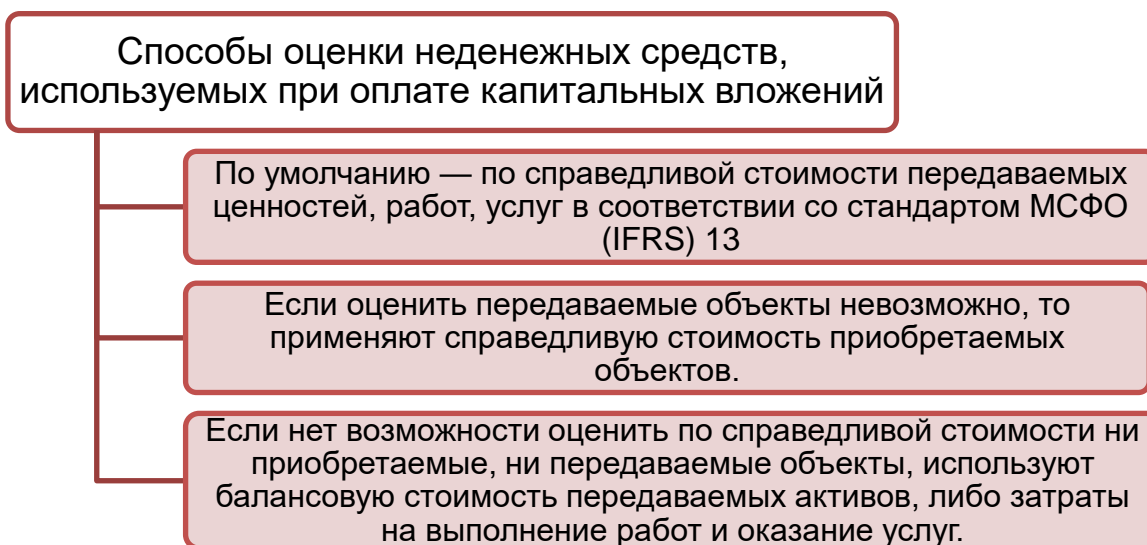 Способы оценки неденежных средств,
используемых при оплате капитальных вложений
По умолчанию — по справедливой стоимости передаваемых
ценностей, работ, услуг в соответствии со стандартом МСФО
(IFRS) 13
Если оценить передаваемые объекты невозможно, то
применяют справедливую стоимость приобретаемых
объектов.
Если нет возможности оценить по справедливой стоимости ни
приобретаемые, ни передаваемые объекты, используют
балансовую стоимость передаваемых активов, либо затраты
на выполнение работ и оказание услуг.